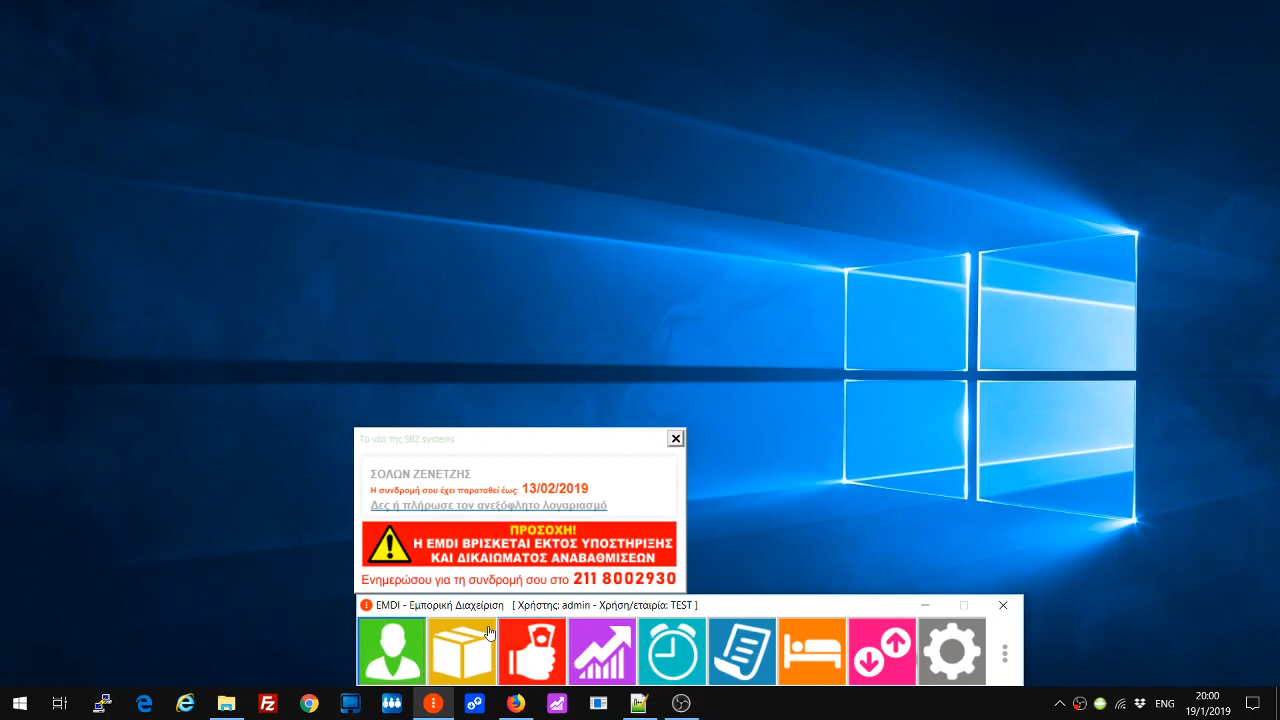 Τα νέα της SBZ systems
ΣΟΛΩΝ ΖΕΝΕΤΖΗΣ
Η συνδρομή σου έχει παραταθεί έως: 13/02/2019
Δες ή πλήρωσε τον ανεξόφλητο λογαριασμό
ΠΡΟΣΟΧΗ!
Η EMDI ΒΡΙΣΚΕΤΑΙ ΕΚΤΟΣ ΥΠΟΣΤΗΡΙΞΗΣ
ΚΑΙ ΔΙΚΑΙΩΜΑΤΟΣ ΑΝΑΒΑΘΜΙΣΕΩΝ
Ενημερώσου για τη συνδρομή σου στο 211 8002930
EMDI - Εμπορική Διαχείριση [ Χρήστης: admin - Χρήση/εταιρία: TEST ]
ENG
20:00
19/1/2019